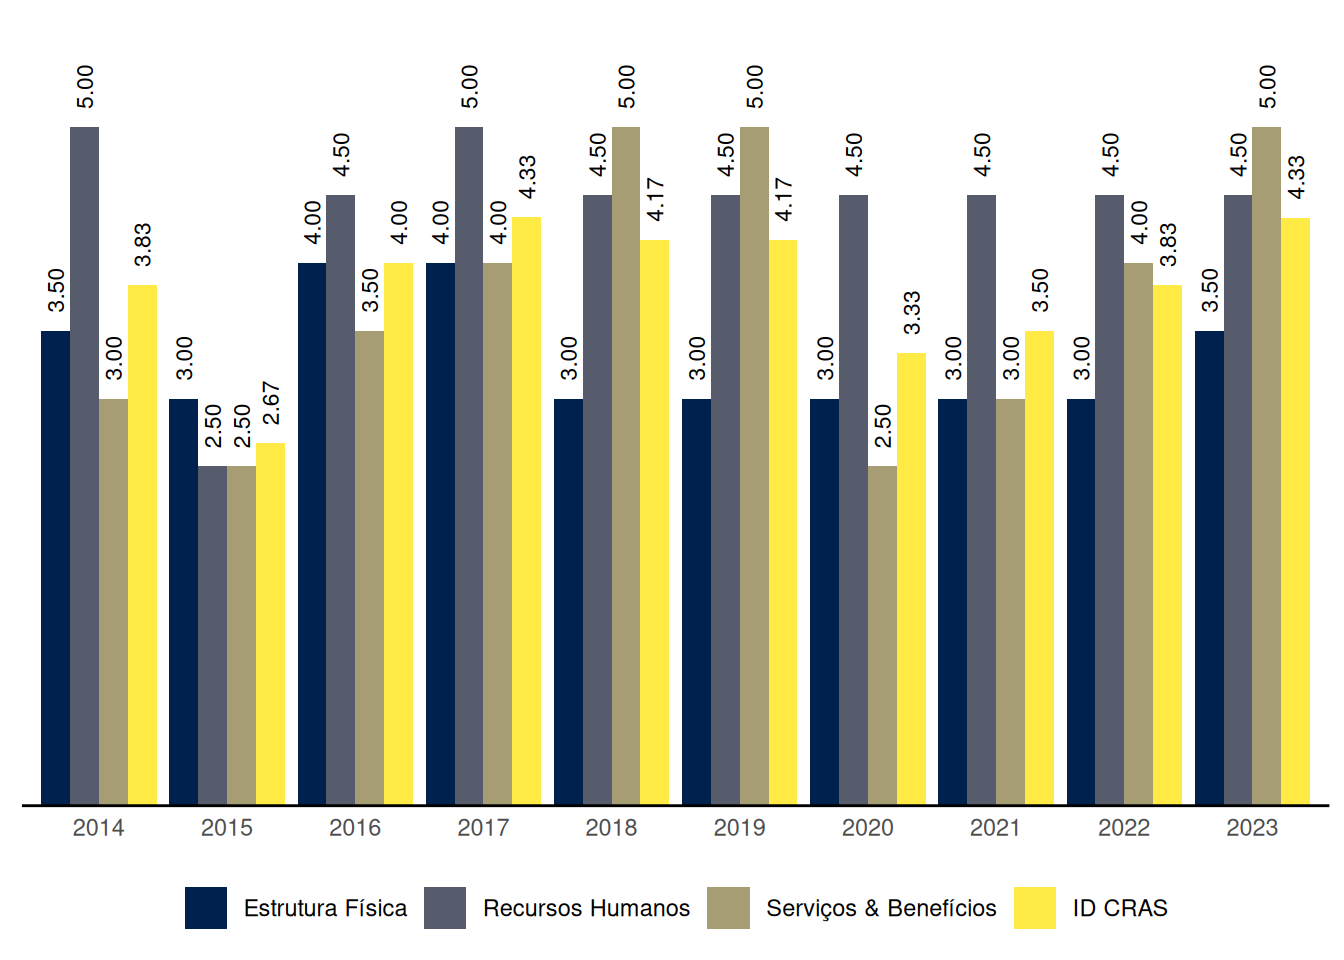 3.50 5.00 3.00 3.83
3.00 2.50 2.50 2.67
4.00 4.50 3.50 4.00
4.00 5.00 4.00 4.33
3.00 4.50 5.00 4.17
3.00 4.50 5.00 4.17
3.00 4.50 2.50 3.33
3.00 4.50 3.00 3.50
3.00 4.50 4.00 3.83
3.50 4.50 5.00 4.33
2014 2015 2016 2017 2018 2019 2020 2021 2022 2023
Estrutura Física Recursos Humanos Serviços & Benefícios ID CRAS